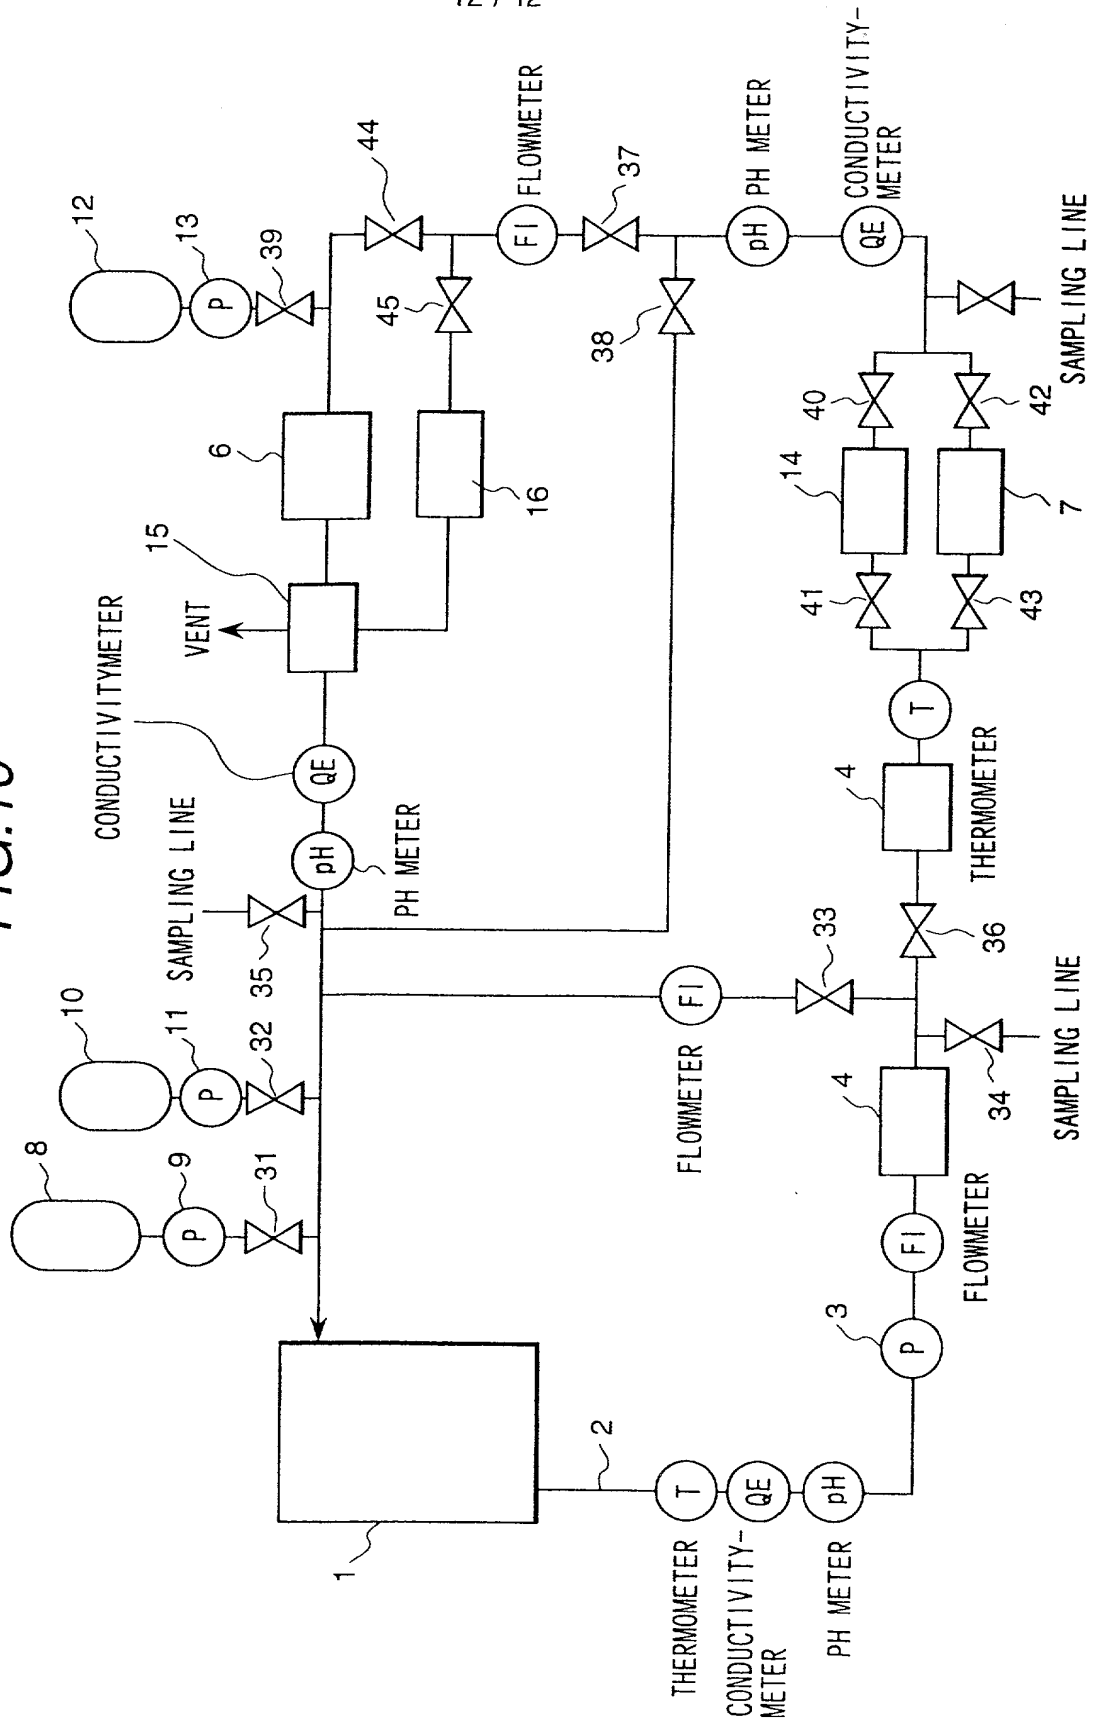 FIG.10
8
10
12
9
11
13
P
P
P
SAMPLING LINE
CONDUCTIVITYMETER
VENT
15
6
31
32
35
39
1
pH
QE
PH METER
44
45
16
FI
FLOWMETER
2
38
37
THERMOMETER
T
FLOWMETER
FI
CONDUCTIVITY-
METER
QE
pH
PH METER
PH METER
pH
33
41
14
40
QE
CONDUCTIVITY-
METER
3
P
FI
4
4
T
36
FLOWMETER
THERMOMETER
34
43
7
42
SAMPLING LINE
SAMPLING LINE